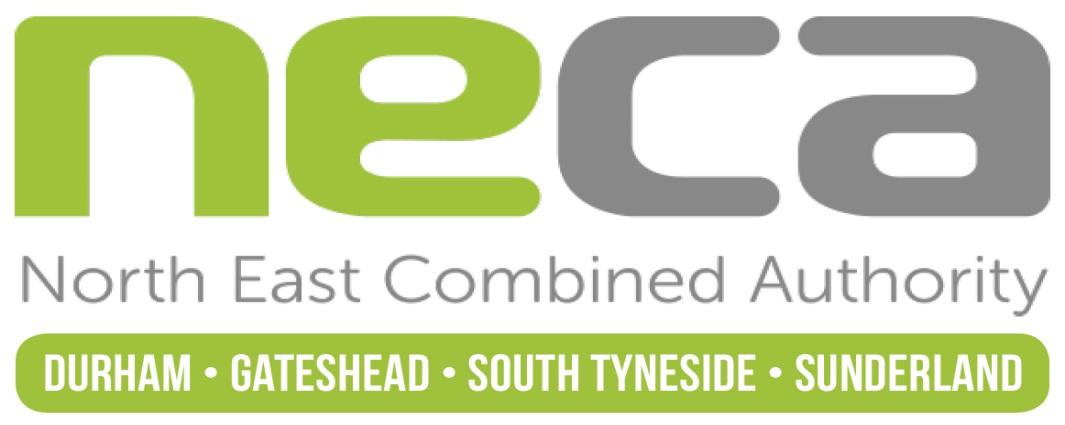 neca
North East Combined Authority
DURHAM • GATESHEAD • SOUTH TYNESIDE • SUNDERLAND